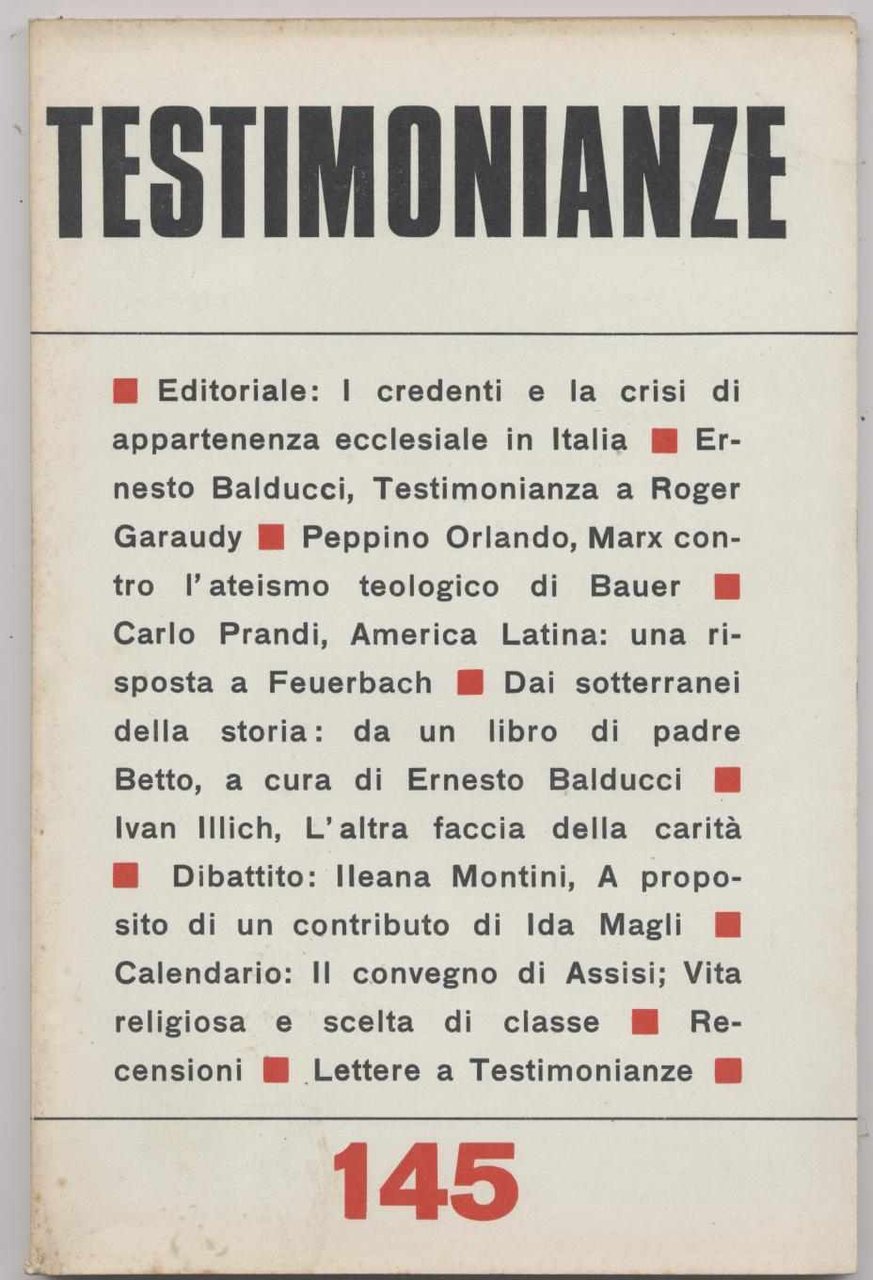 TESTIMONIANZE
■ Editoriale: I credenti e la crisi di
appartenenza ecclesiale in Italia ■ Er-
nesto Balducci, Testimonianza a Roger
Garaudy ■ Peppino Orlando, Marx con-
tro l'ateismo teologico di Bauer ■
Carlo Prandi, America Latina: una ri-
sposta a Feuerbach ■ Dai sotterranei
della storia: da un libro di padre
Betto, a cura di Ernesto Balducci ■
Ivan Illich, L'altra faccia della carità
■ Dibattito: Ileana Montini, A propo-
sito di un contributo di Ida Magli ■
Calendario: Il convegno di Assisi; Vita
religiosa e scelta di classe ■ Re-
censioni ■ Lettere a Testimonianze ■
145